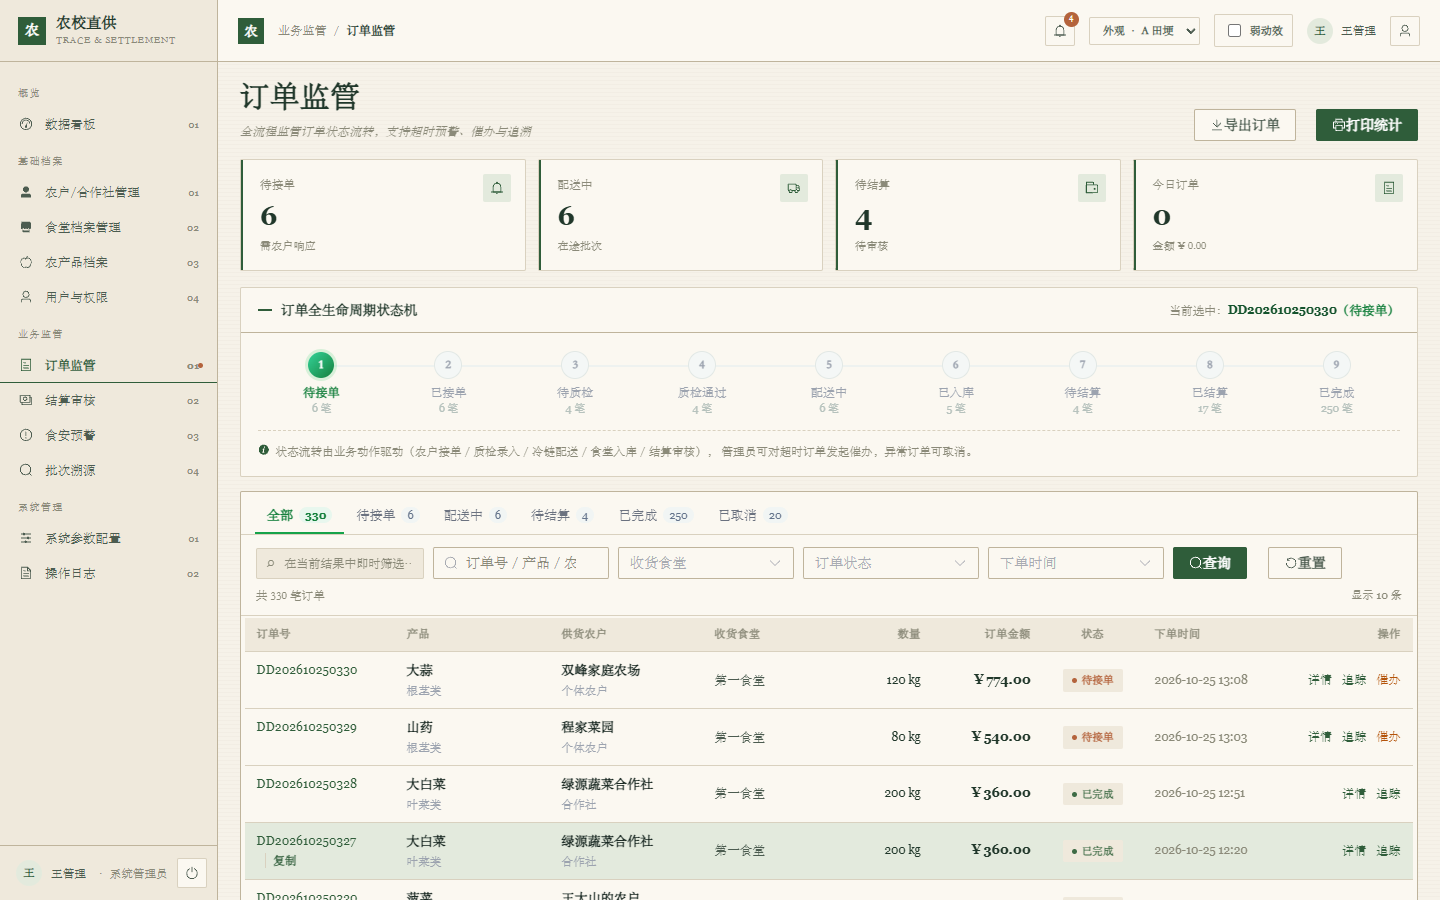 农 农校直供
TRACE & SETTLEMENT
概览
数据看板 01
基础档案
农户/合作社管理 01
食堂档案管理 02
农产品档案 03
用户与权限 04
业务监管
订单监管 01
结算审核 02
食安预警 03
批次溯源 04
系统管理
系统参数配置 01
操作日志 02
王 王管理 · 系统管理员
农 业务监管 / 订单监管
4
外观 · A 田埂
弱动效
王 王管理
订单监管
全流程监管订单状态流转，支持超时预警、催办与追溯
导出订单
打印统计
待接单
6
需农户响应
配送中
6
在途批次
待结算
4
待审核
今日订单
0
金额 ¥ 0.00
订单全生命周期状态机
当前选中： DD202610250330（待接单）
1 2 3 4 5 6 7 8 9
待接单 已接单 待质检 质检通过 配送中 已入库 待结算 已结算 已完成
6 笔 6 笔 4 笔 4 笔 6 笔 5 笔 4 笔 17 笔 250 笔
状态流转由业务动作驱动（农户接单 / 质检录入 / 冷链配送 / 食堂入库 / 结算审核）， 管理员可对超时订单发起催办，异常订单可取消。
全部 330 待接单 6 配送中 6 待结算 4 已完成 250 已取消 20
在当前结果中即时筛选… 订单号 / 产品 / 农 收货食堂 订单状态 下单时间 查询 重置
共 330 笔订单 显示 10 条
订单号 产品 供货农户 收货食堂 数量 订单金额 状态 下单时间 操作
DD202610250330 大蒜 双峰家庭农场 第一食堂 120 kg ¥ 774.00 待接单 2026-10-25 13:08 详情 追踪 催办
根茎类 个体农户
DD202610250329 山药 程家菜园 第一食堂 80 kg ¥ 540.00 待接单 2026-10-25 13:03 详情 追踪 催办
根茎类 个体农户
DD202610250328 大白菜 绿源蔬菜合作社 第一食堂 200 kg ¥ 360.00 已完成 2026-10-25 12:51 详情 追踪
叶菜类 合作社
DD202610250327 大白菜 绿源蔬菜合作社 第一食堂 200 kg ¥ 360.00 已完成 2026-10-25 12:20 详情 追踪
复制 叶菜类 合作社